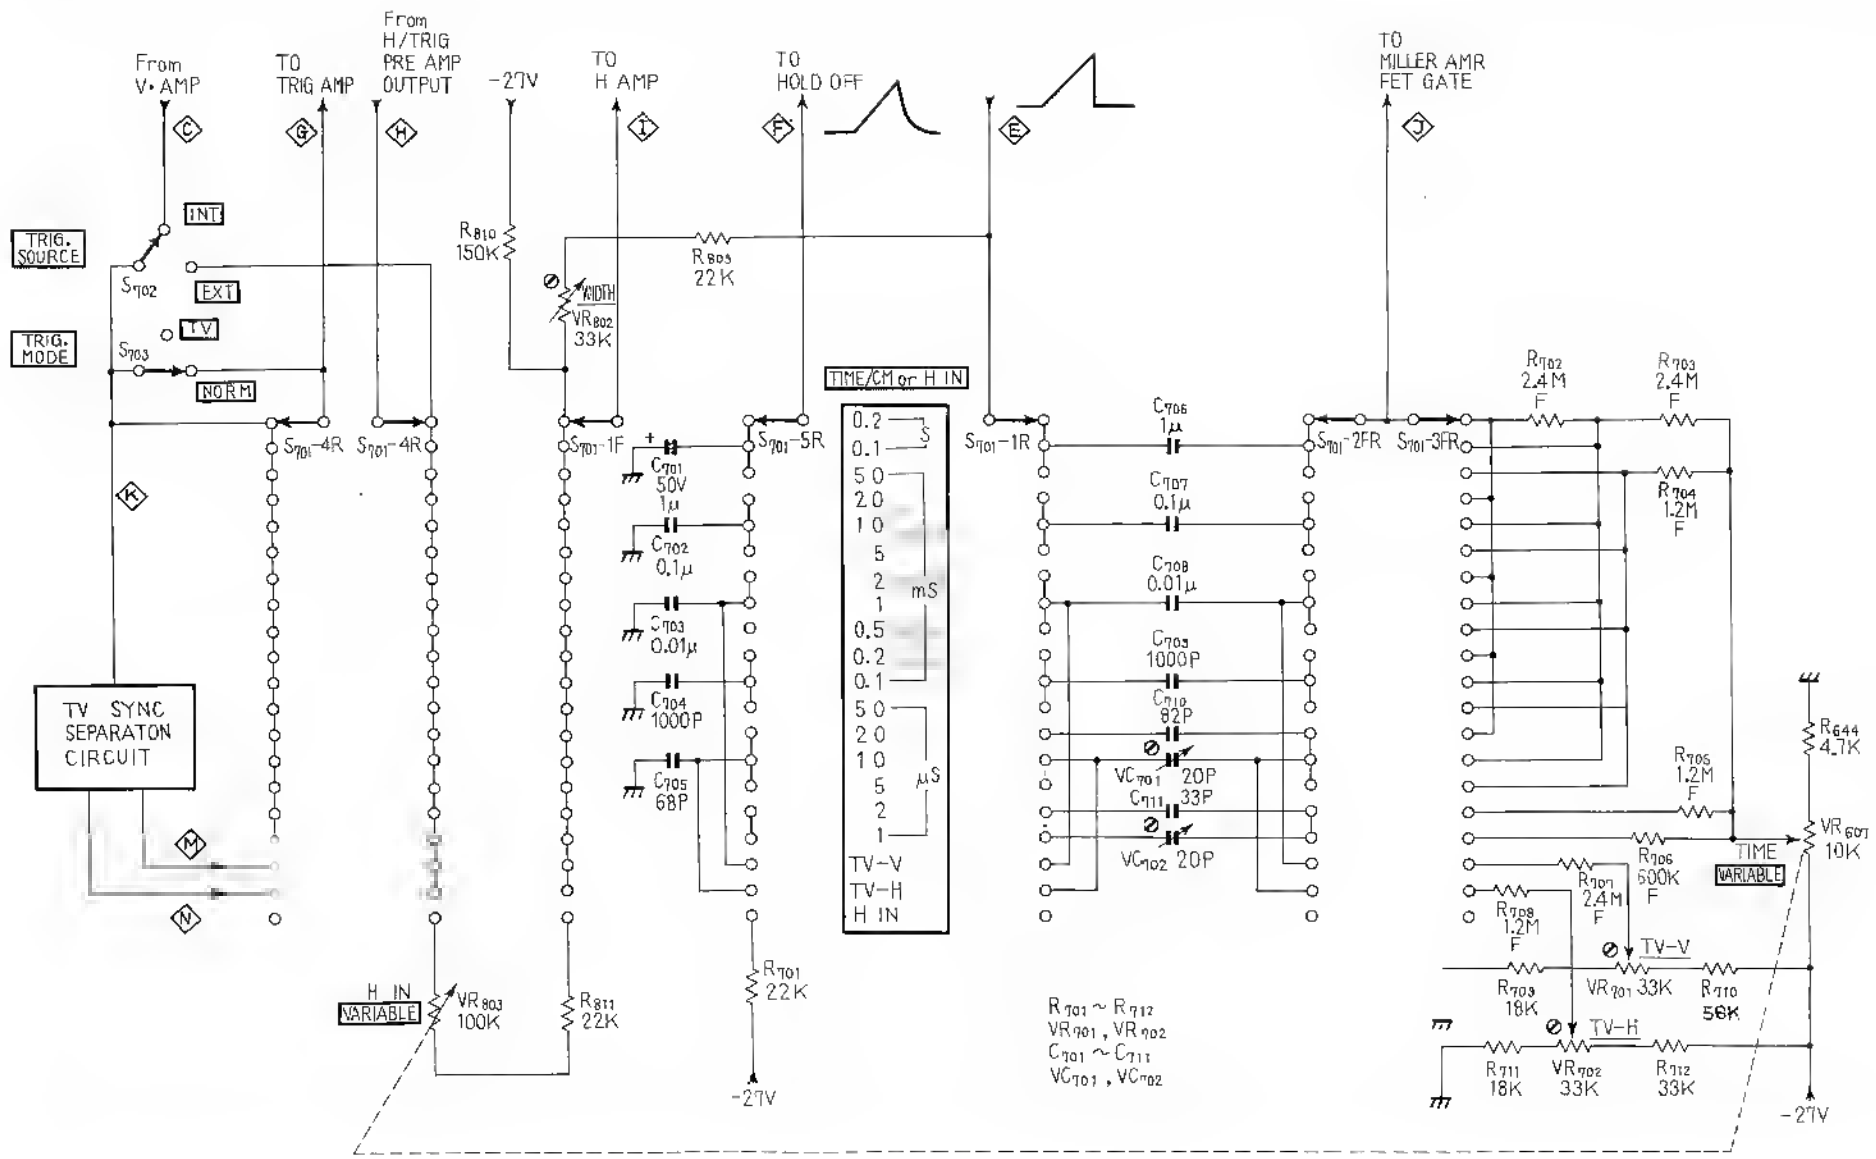 From
V·AMP
TO
TRIG AMP
From
H/TRIG
PRE AMP
OUTPUT
-27V
TO
H AMP
TO
HOLD OFF
TO
MILLER AMR
FET GATE
C
G
H
I
F
E
J
INT
TRIG.
SOURCE
S702
EXT
TV
TRIG.
MODE
S703
NORM
R810
150K
WIDTH
VR802
33K
R809
22K
TIME/CM or H IN
S701-4R
S701-4R
S701-1F
S701-5R
S701-1R
S701-2FR
S701-3FR
0.2
0.1
S
50
20
10
5
2
1
0.5
0.2
0.1
mS
50
20
10
5
2
1
μS
TV-V
TV-H
H IN
+
C701
50V
1μ
C702
0.1μ
C703
0.01μ
C704
1000P
C705
68P
C706
1μ
C707
0.1μ
C708
0.01μ
C709
1000P
C710
82P
VC701
20P
C711
33P
VC702
20P
R702
2.4M
F
R703
2.4M
F
R704
1.2M
F
R705
1.2M
F
R706
600K
F
R707
2.4M
F
R708
1.2M
F
R644
4.7K
VR601
10K
TIME
VARIABLE
K
TV SYNC
SEPARATON
CIRCUIT
M
N
H IN
VARIABLE
VR803
100K
R811
22K
R701
22K
-27V
R701~R712
VR701, VR702
C701~C711
VC701, VC702
TV-V
R709
18K
VR701 33K
R710
56K
TV-H
R711
18K
VR702
33K
R712
33K
-27V